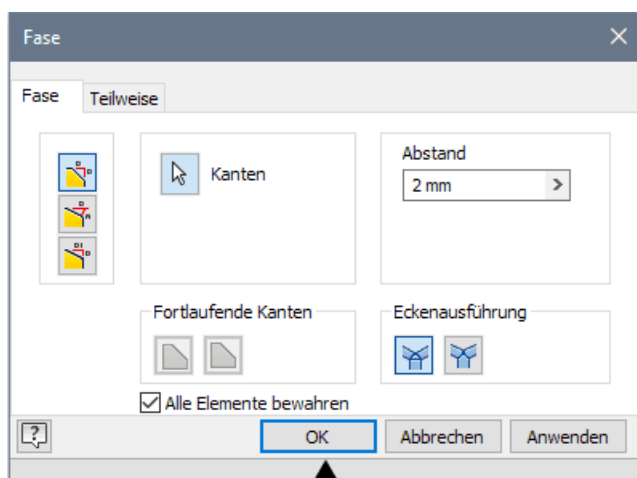 Fase
Fase Teilweise
Kanten
Abstand
2 mm
Fortlaufende Kanten
Eckenausführung
Alle Elemente bewahren
OK Abbrechen Anwenden